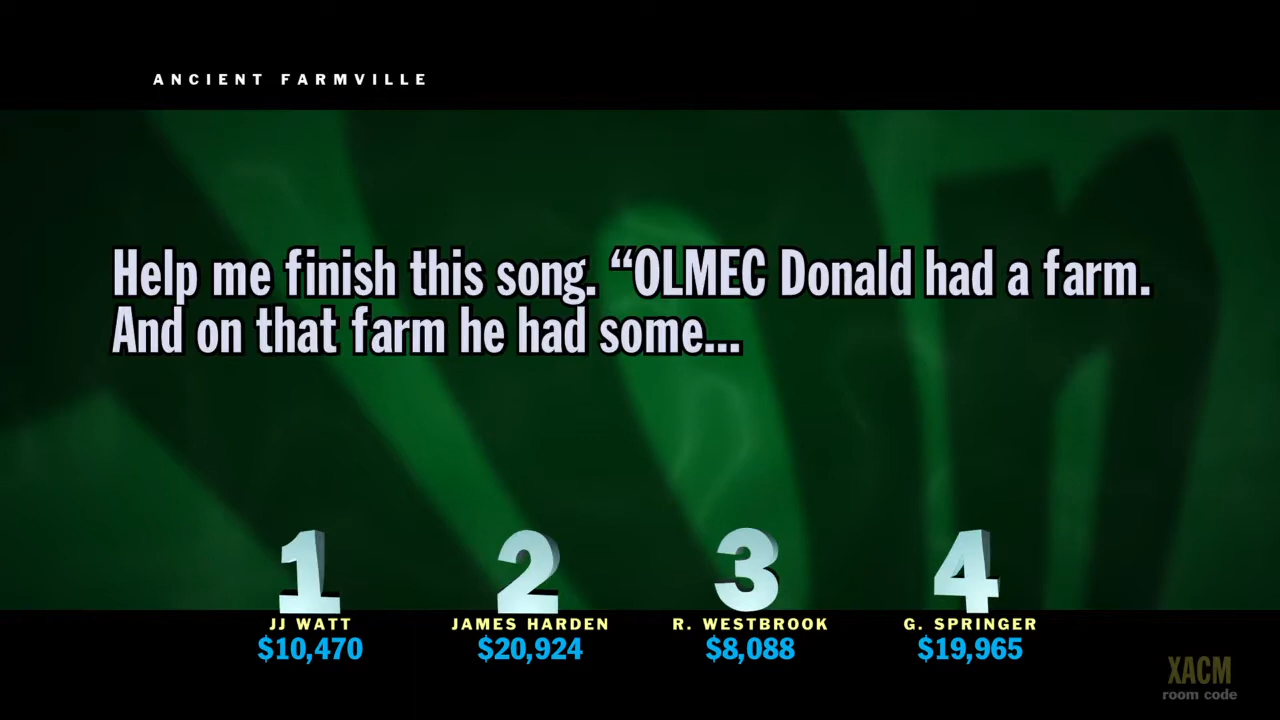 ANCIENT FARMVILLE
Help me finish this song. “OLMEC Donald had a farm.
And on that farm he had some...
1
2
3
4
JJ WATT
JAMES HARDEN
R. WESTBROOK
G. SPRINGER
$10,470
$20,924
$8,088
$19,965
XACM
room code